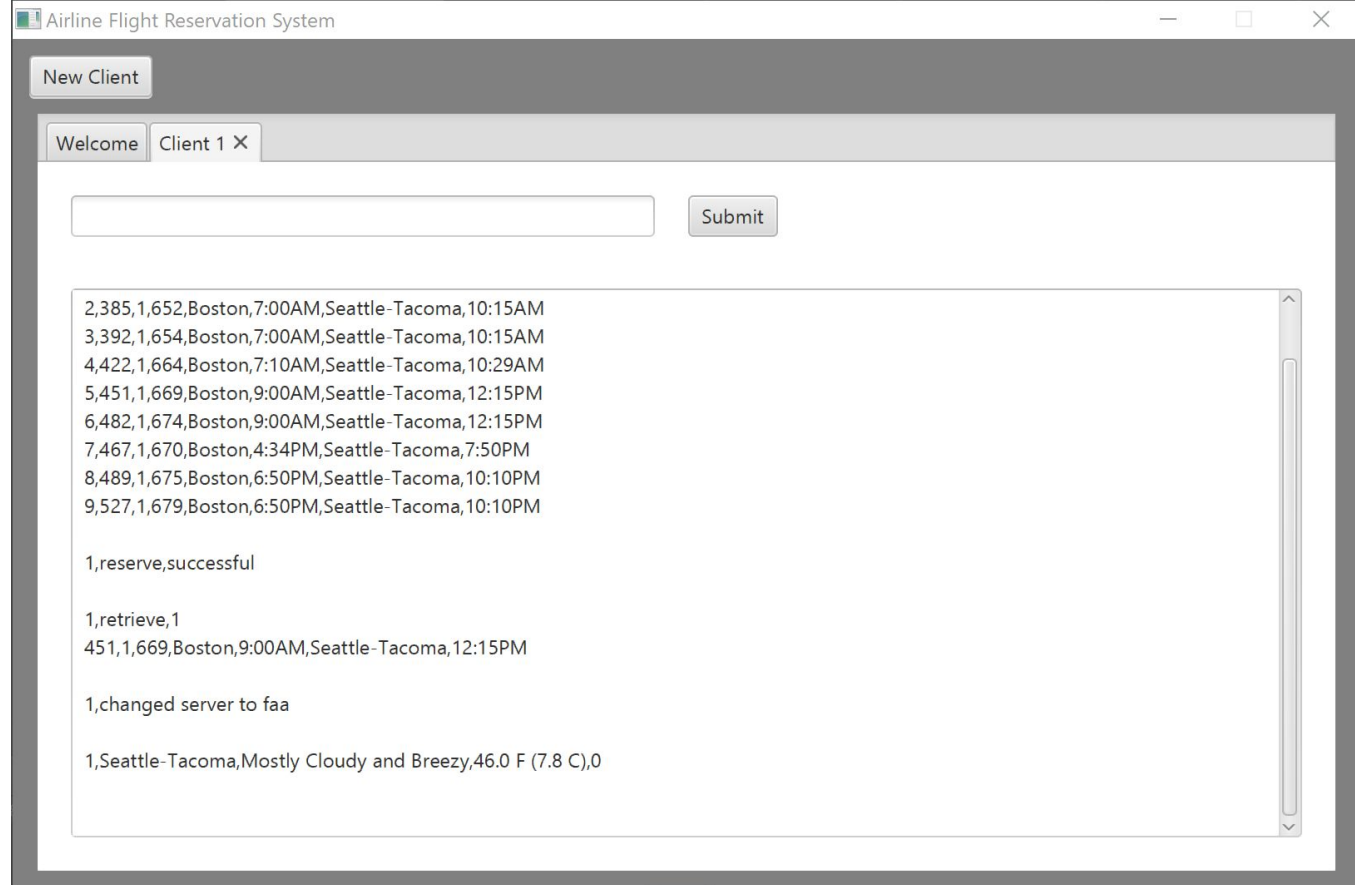 Airline Flight Reservation System
New Client
Welcome
Client 1
Submit
2,385,1,652,Boston,7:00AM,Seattle-Tacoma,10:15AM
3,392,1,654,Boston,7:00AM,Seattle-Tacoma,10:15AM
4,422,1,664,Boston,7:10AM,Seattle-Tacoma,10:29AM
5,451,1,669,Boston,9:00AM,Seattle-Tacoma,12:15PM
6,482,1,674,Boston,9:00AM,Seattle-Tacoma,12:15PM
7,467,1,670,Boston,4:34PM,Seattle-Tacoma,7:50PM
8,489,1,675,Boston,6:50PM,Seattle-Tacoma,10:10PM
9,527,1,679,Boston,6:50PM,Seattle-Tacoma,10:10PM
1,reserve,successful
1,retrieve,1
451,1,669,Boston,9:00AM,Seattle-Tacoma,12:15PM
1,changed server to faa
1,Seattle-Tacoma,Mostly Cloudy and Breezy,46.0 F (7.8 C),0